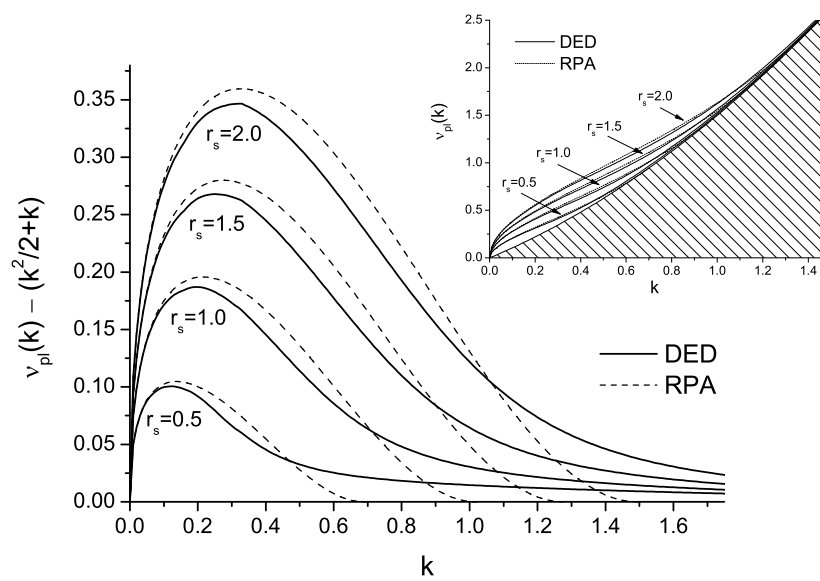 ν_pl(k) − (k²/2+k)
0.35
0.30
0.25
0.20
0.15
0.10
0.05
0.00
0.0 0.2 0.4 0.6 0.8 1.0 1.2 1.4 1.6
k
r_s=2.0
r_s=1.5
r_s=1.0
r_s=0.5
DED
RPA
ν_pl(k)
2.5
2.0
1.5
1.0
0.5
0.0
0.0 0.2 0.4 0.6 0.8 1.0 1.2 1.4
k
DED
RPA
r_s=2.0
r_s=1.5
r_s=1.0
r_s=0.5